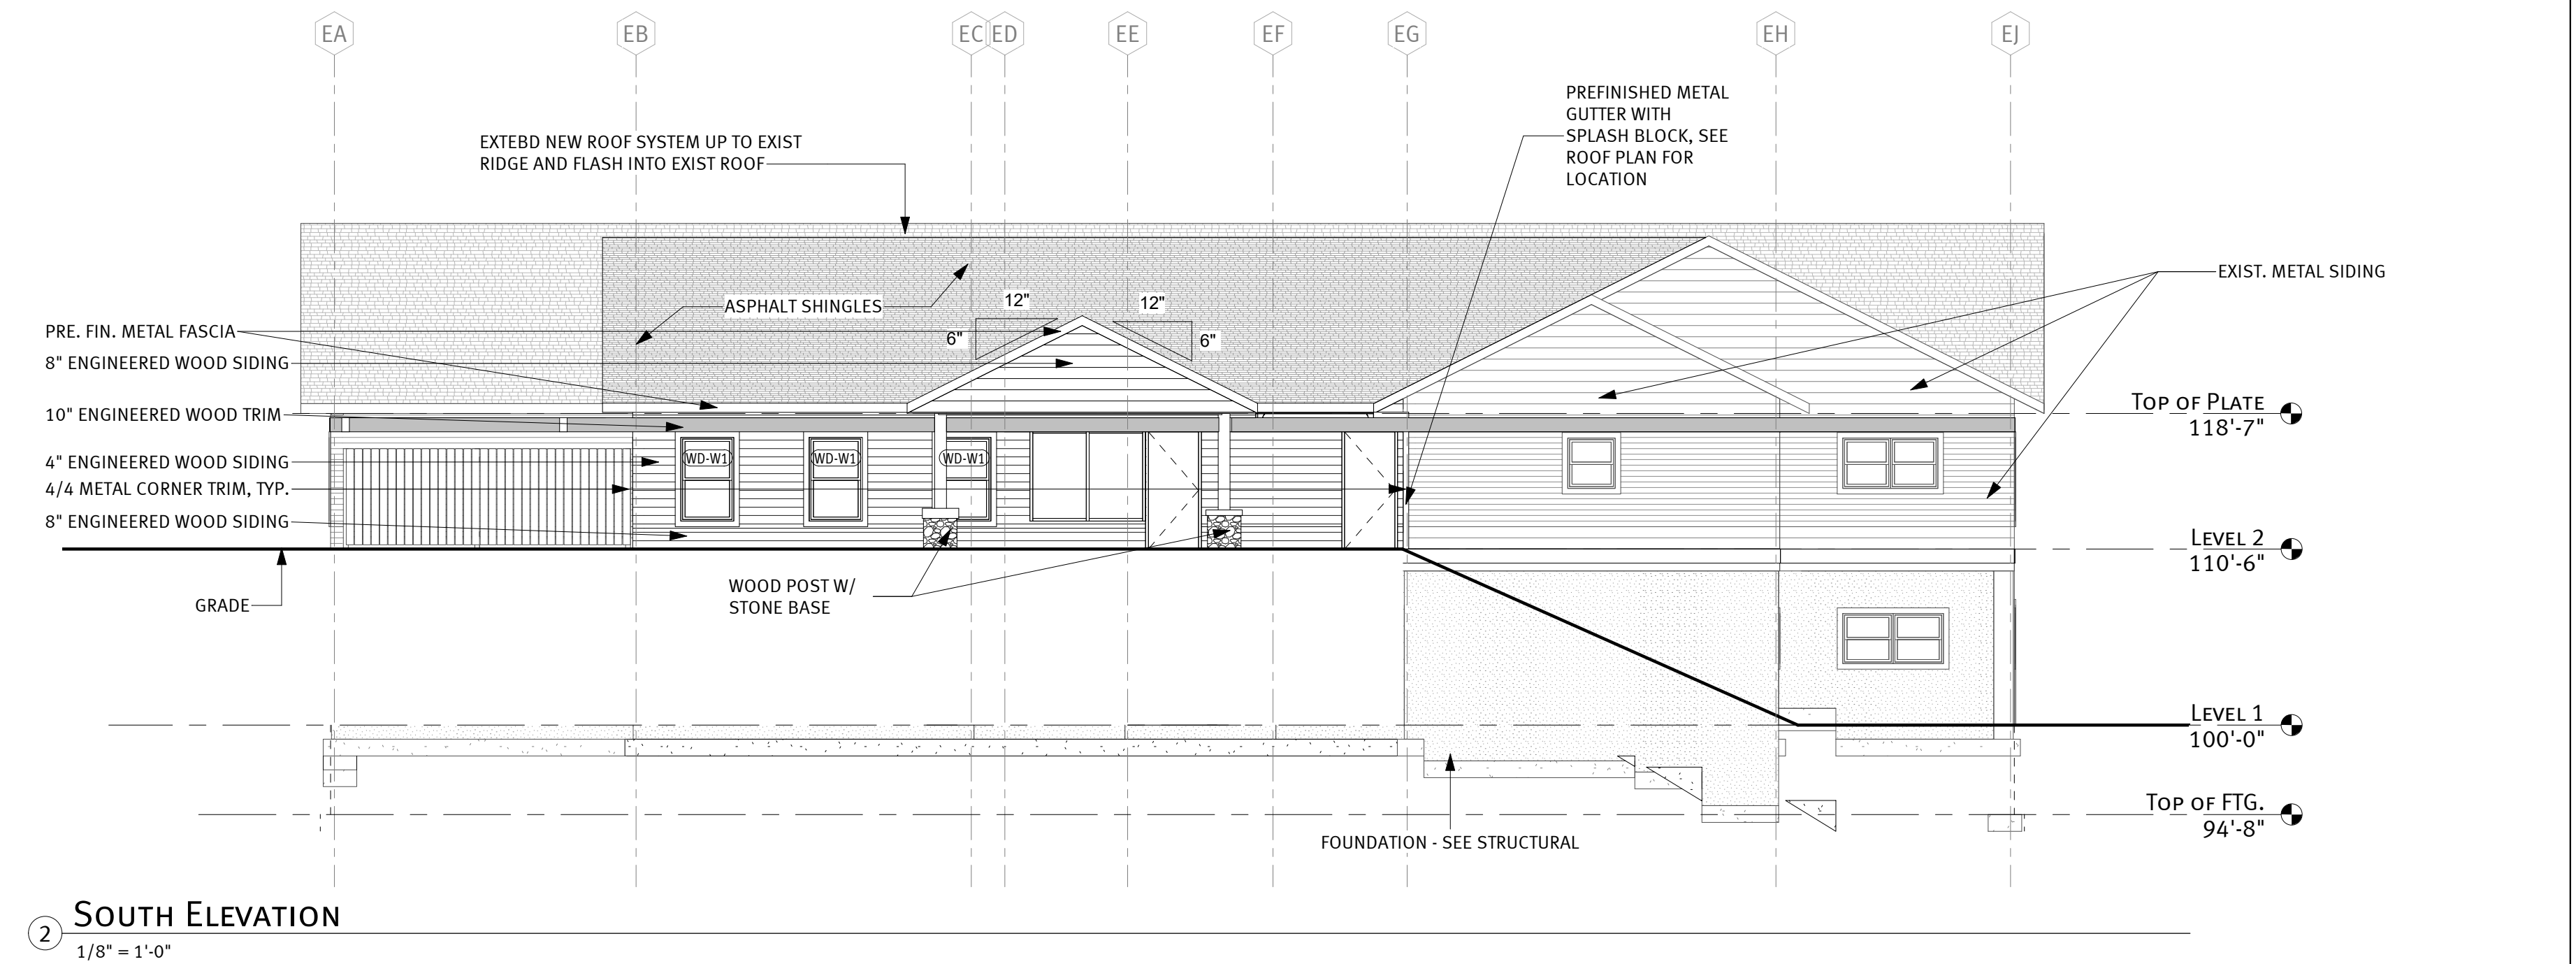 EA
EB
EC
ED
EE
EF
EG
EH
EJ
PREFINISHED METAL
GUTTER WITH
SPLASH BLOCK, SEE
ROOF PLAN FOR
LOCATION
EXTEBD NEW ROOF SYSTEM UP TO EXIST
RIDGE AND FLASH INTO EXIST ROOF
EXIST. METAL SIDING
ASPHALT SHINGLES
12"
12"
6"
6"
PRE. FIN. METAL FASCIA
8" ENGINEERED WOOD SIDING
10" ENGINEERED WOOD TRIM
4" ENGINEERED WOOD SIDING
4/4 METAL CORNER TRIM, TYP.
8" ENGINEERED WOOD SIDING
WD-W1
WD-W1
WD-W1
TOP OF PLATE
118'-7"
LEVEL 2
110'-6"
GRADE
WOOD POST W/
STONE BASE
LEVEL 1
100'-0"
TOP OF FTG.
94'-8"
FOUNDATION - SEE STRUCTURAL
2
SOUTH ELEVATION
1/8" = 1'-0"